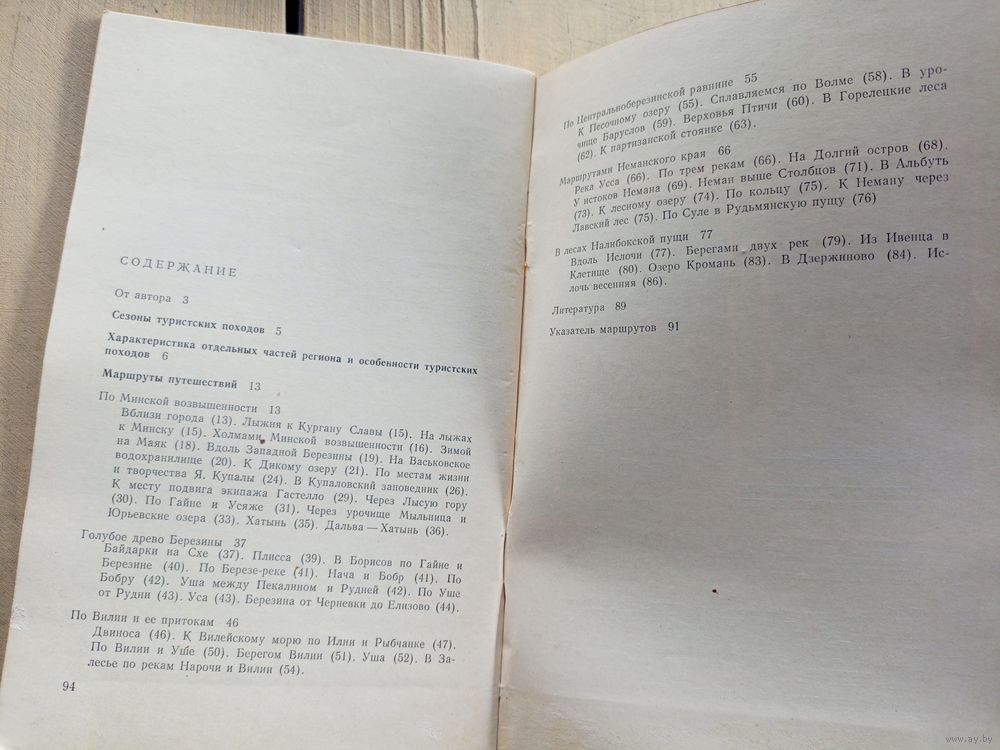 СОДЕРЖАНИЕ
От автора 3
Сезоны туристских походов 5
Характеристика отдельных частей региона и особенности туристских
походов 6
Маршруты путешествий 13
По Минской возвышенности 13
Вблизи города (13). Лыжня к Кургану Славы (15). На лыжах
к Минску (15). Холмами Минской возвышенности (16). Зимой
на Маяк (18). Вдоль Западной Березины (19). На Васьковское
водохранилище (20). К Дикому озеру (21). По местам жизни
и творчества Я. Купалы (24). В Купаловский заповедник (26).
К месту подвига экипажа Гастелло (29). Через Лысую гору
(30). По Гайне и Усяже (31). Через урочище Мыльница и
Юрьевские озера (33). Хатынь (35). Дальва — Хатынь (36).
Голубое древо Березины 37
Байдарки на Схе (37). Плисса (39). В Борисов по Гайне и
Березине (40). По Березе-реке (41). Нача и Бобр (41). По
Бобру (42). Уша между Пекалином и Рудней (42). По Уше
от Рудни (43). Уса (43). Березина от Черневки до Елизово (44).
По Вилии и ее притокам 46
Двиноса (46). К Вилейскому морю по Илии и Рыбчанке (47).
По Вилии и Уше (50). Берегом Вилии (51). Уша (52). В За-
лесье по рекам Нарочи и Вилии (54).
94
По Центральноберезинской равнине 55
К Песочному озеру (55). Сплавляемся по Волме (58). В уро-
чище Баруслов (59). Верховья Птичи (60). В Горелецкие леса
(62). К партизанской стоянке (63).
Маршрутами Неманского края 66
Река Усса (66). По трем рекам (66). На Долгий остров (68).
У истоков Немана (69). Неман выше Столбцов (71). В Альбуть
(73). К лесному озеру (74). По кольцу (75). К Неману через
Лавский лес (75). По Суле в Рудьмянскую пущу (76)
В лесах Налибокской пущи 77
Вдоль Ислочи (77). Берегами двух рек (79). Из Ивенца в
Клетище (80). Озеро Кромань (83). В Дзержиново (84). Ис-
лочь весенняя (86).
Литература 89
Указатель маршрутов 91
www.ay.by